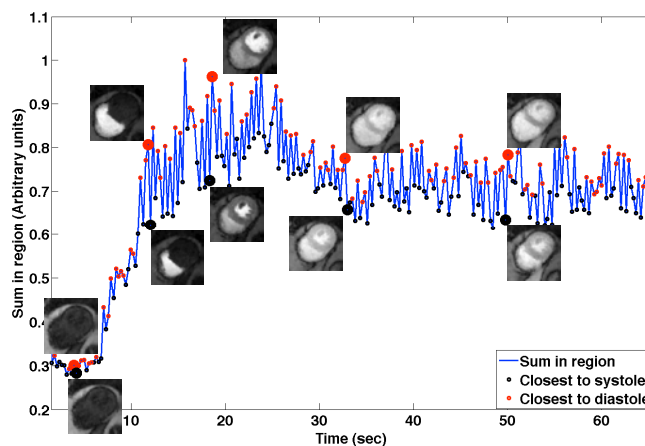 1.1
1
0.9
0.8
0.7
0.6
0.5
0.4
0.3
0.2
Sum in region (Arbitrary units)
10 20 30 40 50 60
Time (sec)
Sum in region
Closest to systole
Closest to diastole